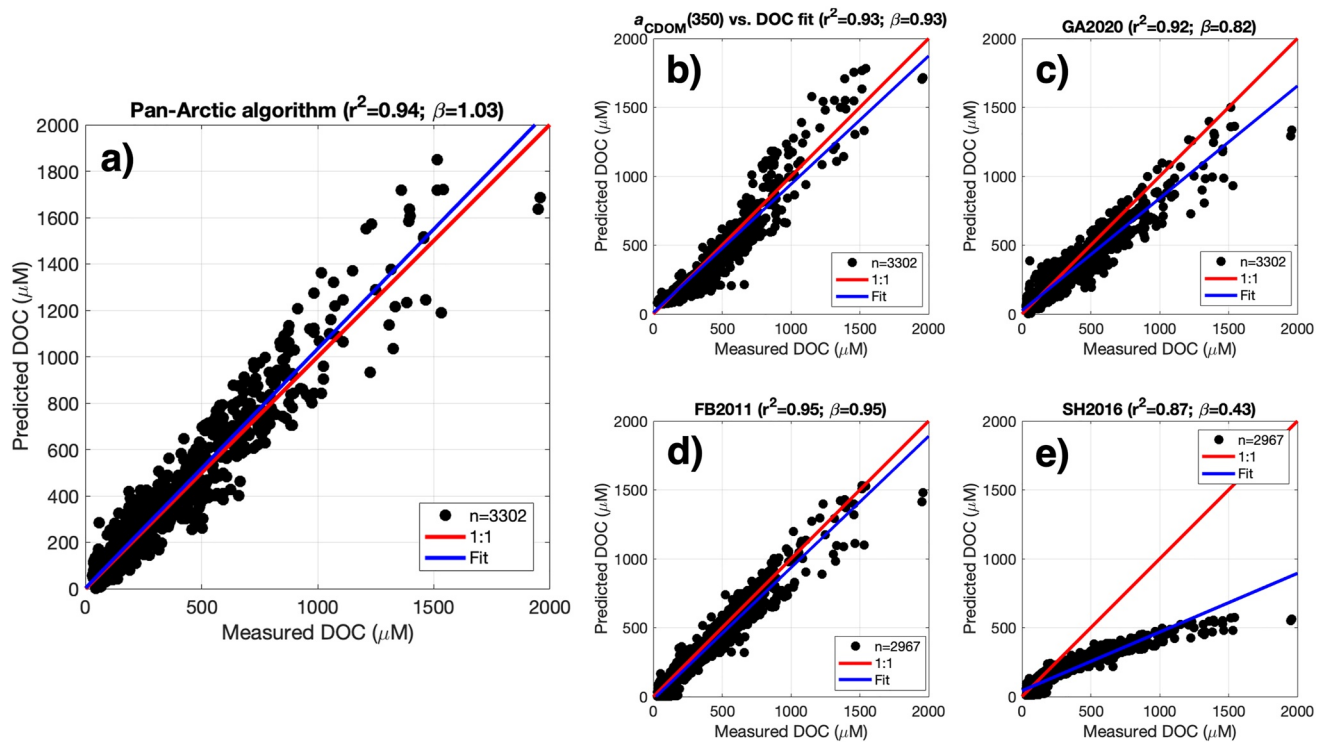 Pan-Arctic algorithm (r²=0.94; β=1.03)
a)
2000
1800
1600
1400
1200
1000
800
600
400
200
0
Predicted DOC (μM)
n=3302
1:1
Fit
0 500 1000 1500 2000
Measured DOC (μM)
a_CDOM(350) vs. DOC fit (r²=0.93; β=0.93)
b)
2000
1500
1000
500
0
Predicted DOC (μM)
n=3302
1:1
Fit
0 500 1000 1500 2000
Measured DOC (μM)
GA2020 (r²=0.92; β=0.82)
c)
2000
1500
1000
500
0
Predicted DOC (μM)
n=3302
1:1
Fit
0 500 1000 1500 2000
Measured DOC (μM)
FB2011 (r²=0.95; β=0.95)
d)
2000
1500
1000
500
0
Predicted DOC (μM)
n=2967
1:1
Fit
0 500 1000 1500 2000
Measured DOC (μM)
SH2016 (r²=0.87; β=0.43)
e)
2000
1500
1000
500
0
Predicted DOC (μM)
n=2967
1:1
Fit
0 500 1000 1500 2000
Measured DOC (μM)